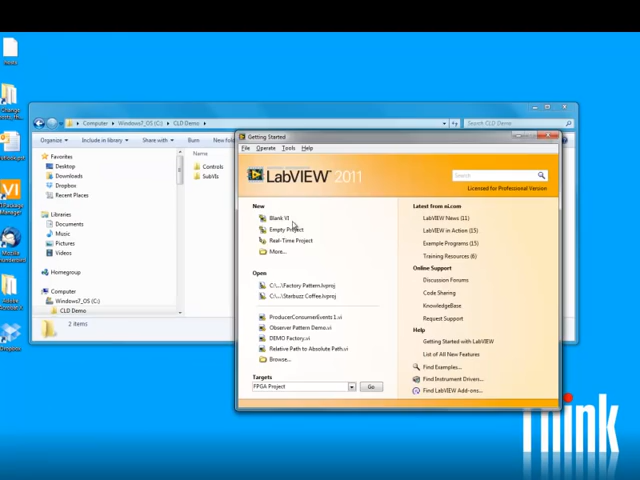 Computer ▸ Windows7_OS (C:) ▸ CLD Demo ▸
Search CLD Demo
Organize
Include in library
Share with
Burn
New fold
Favorites
Desktop
Downloads
Dropbox
Recent Places
Libraries
Documents
Music
Pictures
Videos
Homegroup
Computer
Windows7_OS (C:)
CLD Demo
Name
Controls
SubVIs
2 items
Getting Started
File Operate Tools Help
LabVIEW 2011
Search
Licensed for Professional Version
New
Blank VI
Empty Project
Real-Time Project
More...
Open
C:\...\Factory Pattern.lvproj
C:\...\Starbuzz Coffee.lvproj
ProducerConsumerEvents 1.vi
Observer Pattern Demo.vi
DEMO Factory.vi
Relative Path to Absolute Path.vi
Browse...
Targets
FPGA Project
Go
Latest from ni.com
LabVIEW News (11)
LabVIEW in Action (15)
Example Programs (15)
Training Resources (6)
Online Support
Discussion Forums
Code Sharing
KnowledgeBase
Request Support
Help
Getting Started with LabVIEW
List of All New Features
Find Examples...
Find Instrument Drivers...
Find LabVIEW Add-ons...
Think